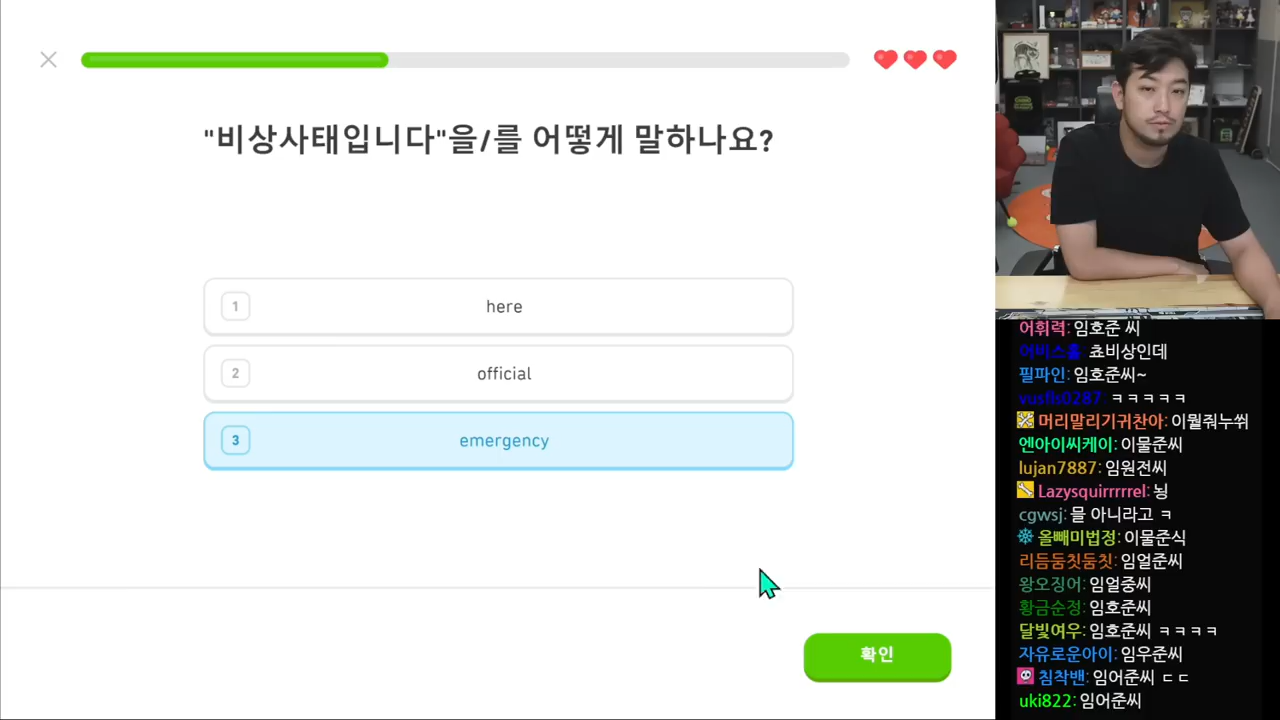 "비상사태입니다"을/를 어떻게 말하나요?
1 here
2 official
3 emergency
확인
어휘력: 임호준 씨
어비스홀: 쵸비상인데
필파인: 임호준씨~
vusfls0287: ㅋㅋㅋㅋㅋ
머리말리기귀찬아: 이뭘줘누쒸
엔아이씨케이: 이물준씨
lujan7887: 임원전씨
Lazysquirrrrrel: 뇡
cgwsj: 믈 아니라고 ㅋ
올빼미법정: 이물준식
리듬둠칫둠칫: 임얼준씨
왕오징어: 임얼중씨
황금순정: 임호준씨
달빛여우: 임호준씨 ㅋㅋㅋㅋ
자유로운아이: 임우준씨
침착밴: 임어준씨 ㄷㄷ
uki822: 임어준씨